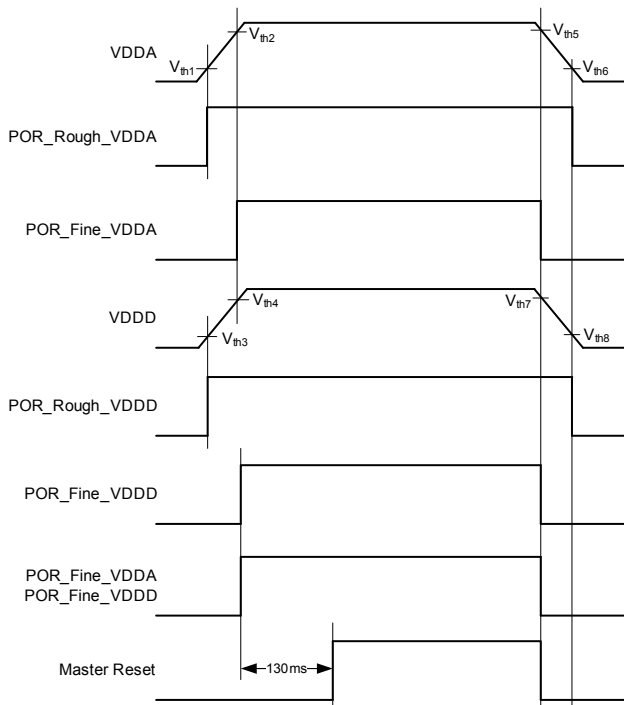 VDDA
Vth1
Vth2
Vth5
Vth6
POR_Rough_VDDA
POR_Fine_VDDA
VDDD
Vth3
Vth4
Vth7
Vth8
POR_Rough_VDDD
POR_Fine_VDDD
POR_Fine_VDDA
POR_Fine_VDDD
Master Reset
130ms